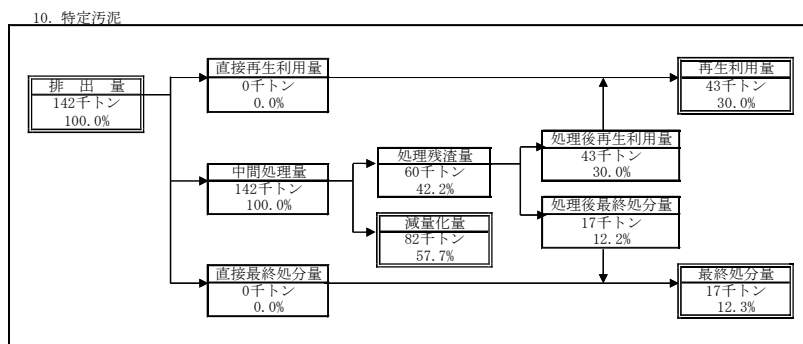 10. 特定汚泥
排 出 量
142千トン
100.0%
直接再生利用量
0千トン
0.0%
再生利用量
43千トン
30.0%
中間処理量
142千トン
100.0%
処理残渣量
60千トン
42.2%
処理後再生利用量
43千トン
30.0%
減量化量
82千トン
57.7%
処理後最終処分量
17千トン
12.2%
直接最終処分量
0千トン
0.0%
最終処分量
17千トン
12.3%